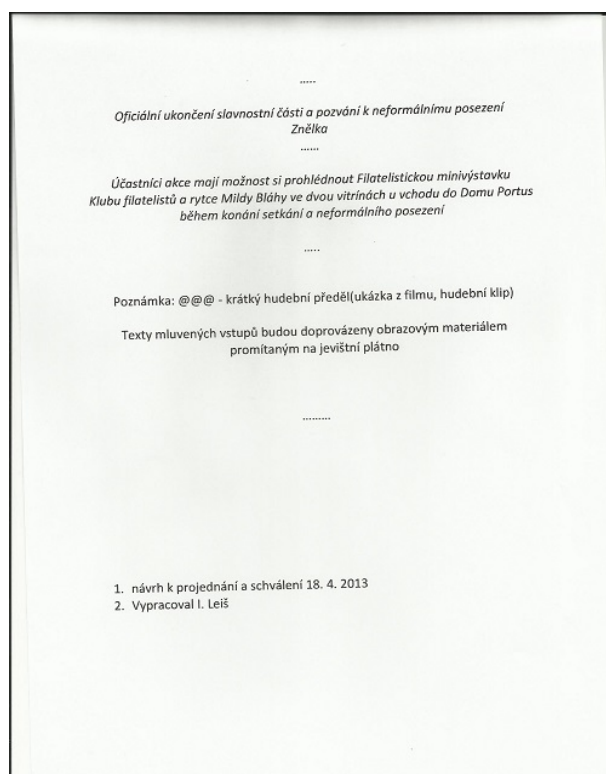 .....
Oficiální ukončení slavnostní části a pozvání k neformálnímu posezení
Znělka
......
Účastníci akce mají možnost si prohlédnout Filatelistickou minivýstavku
Klubu filatelistů a rytce Mildy Bláhy ve dvou vitrínách u vchodu do Domu Portus
během konání setkání a neformálního posezení
.....
Poznámka: @@@ - krátký hudební předěl(ukázka z filmu, hudební klip)
Texty mluvených vstupů budou doprovázeny obrazovým materiálem
promítaným na jevištní plátno
.........
1. návrh k projednání a schválení 18. 4. 2013
2. Vypracoval I. Leiš